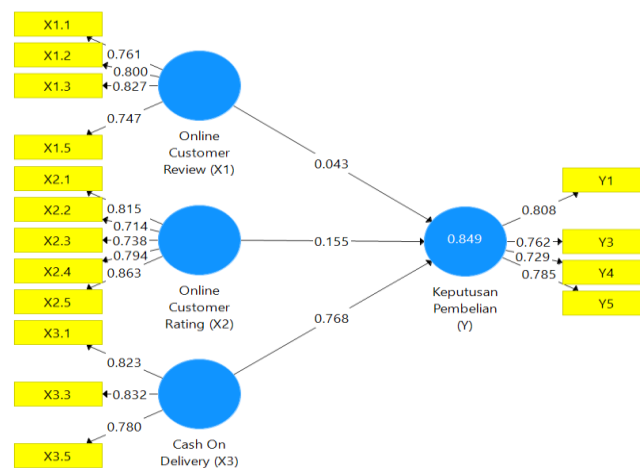 X1.1
X1.2
X1.3
X1.5
0.761
0.800
0.827
0.747
Online
Customer
Review (X1)
X2.1
X2.2
X2.3
X2.4
X2.5
0.815
0.714
0.738
0.794
0.863
Online
Customer
Rating (X2)
X3.1
X3.3
X3.5
0.823
0.832
0.780
Cash On
Delivery (X3)
0.043
0.155
0.768
0.849
Keputusan
Pembelian
(Y)
0.808
0.762
0.729
0.785
Y1
Y3
Y4
Y5